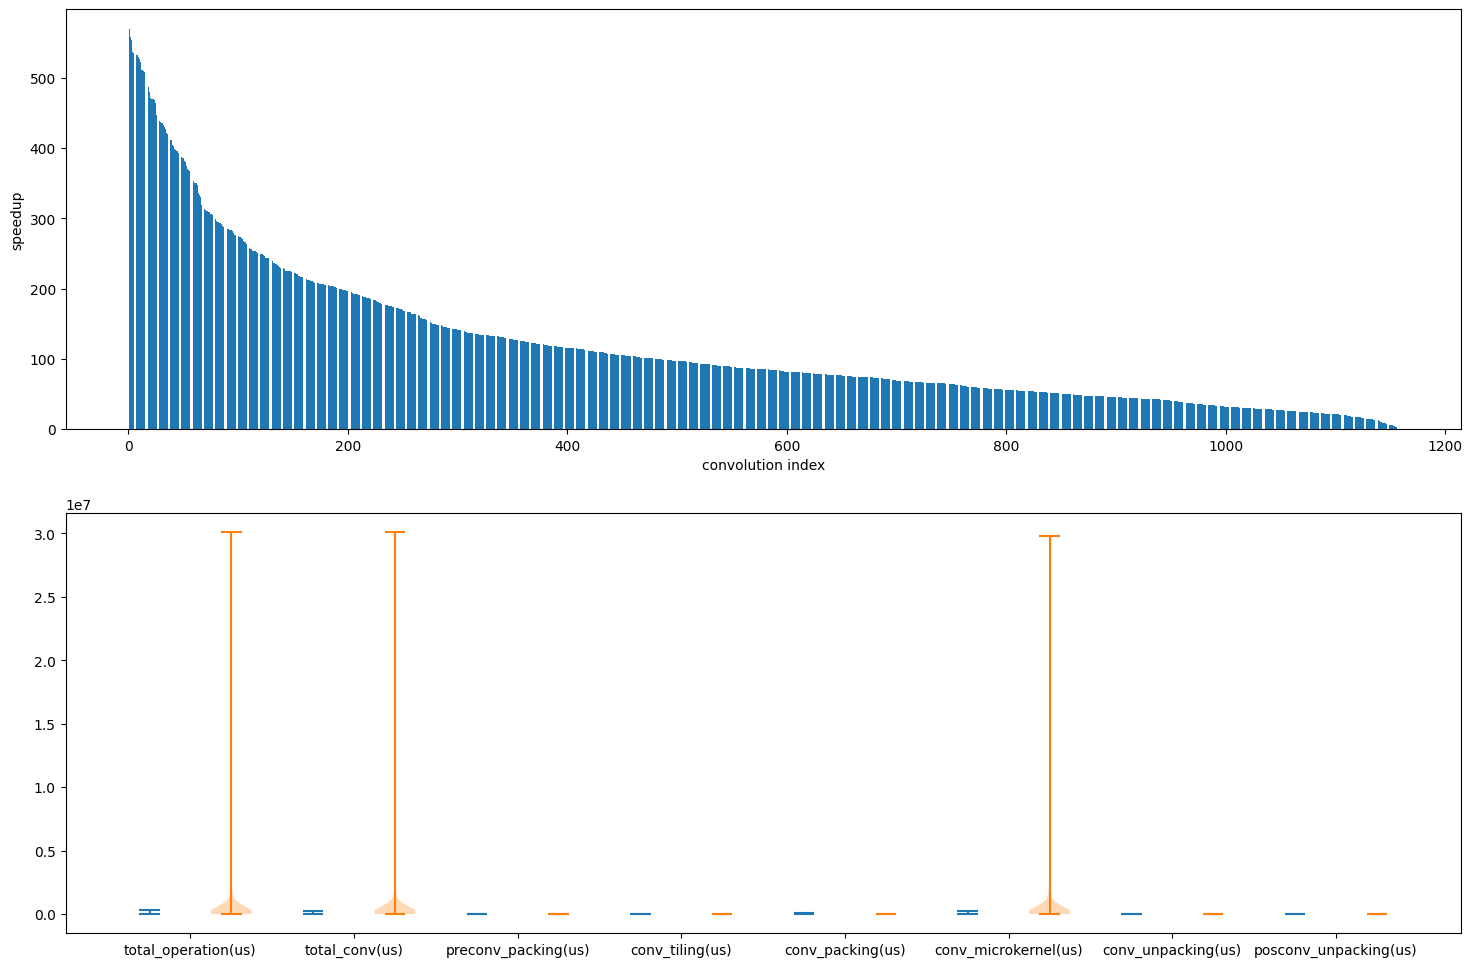 500
400
300
200
100
0
speedup
0 200 400 600 800 1000 1200
convolution index
1e7
3.0
2.5
2.0
1.5
1.0
0.5
0.0
total_operation(us) total_conv(us) preconv_packing(us) conv_tiling(us) conv_packing(us) conv_microkernel(us) conv_unpacking(us) posconv_unpacking(us)